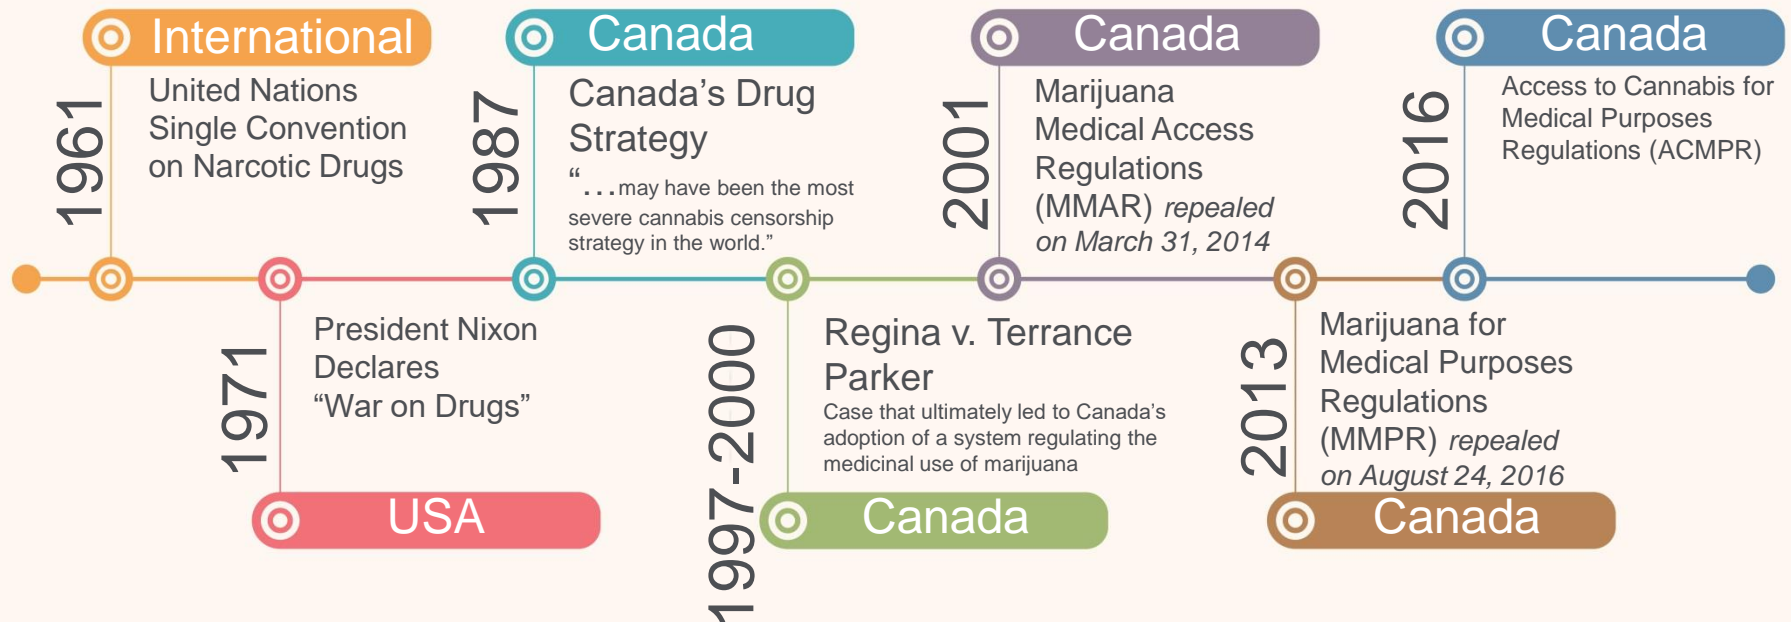 International
1961
United Nations
Single Convention
on Narcotic Drugs
1971
President Nixon
Declares
“War on Drugs”
USA
Canada
1987
Canada’s Drug
Strategy
“…may have been the most
severe cannabis censorship
strategy in the world.”
1997-2000
Regina v. Terrance
Parker
Case that ultimately led to Canada’s
adoption of a system regulating the
medicinal use of marijuana
Canada
Canada
2001
Marijuana
Medical Access
Regulations
(MMAR) repealed
on March 31, 2014
2013
Marijuana for
Medical Purposes
Regulations
(MMPR) repealed
on August 24, 2016
Canada
Canada
2016
Access to Cannabis for
Medical Purposes
Regulations (ACMPR)